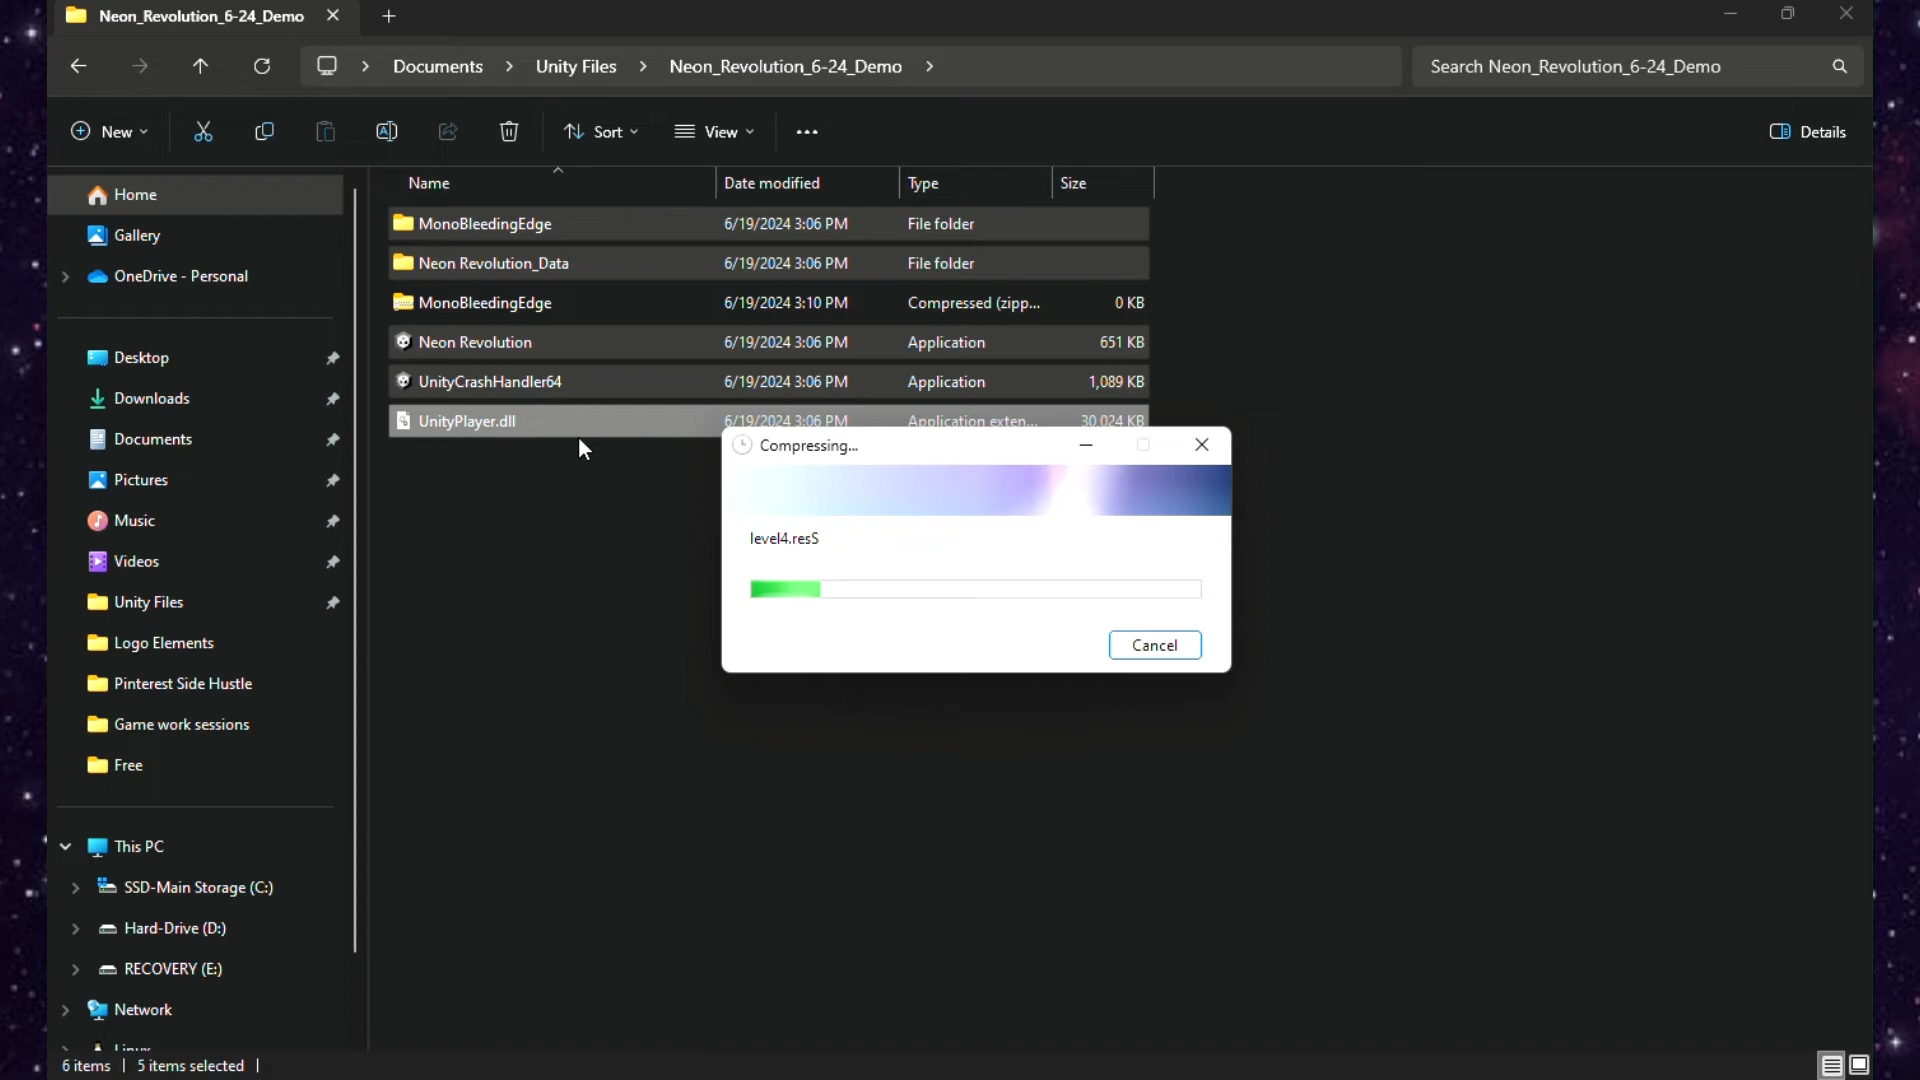 Neon_Revolution_6-24_Demo
Documents > Unity Files > Neon_Revolution_6-24_Demo >
Search Neon_Revolution_6-24_Demo
New
Sort
View
Details
Name Date modified Type Size
Home
Gallery
OneDrive - Personal
Desktop
Downloads
Documents
Pictures
Music
Videos
Unity Files
Logo Elements
Pinterest Side Hustle
Game work sessions
Free
This PC
SSD-Main Storage (C:)
Hard-Drive (D:)
RECOVERY (E:)
Network
Linux
MonoBleedingEdge 6/19/2024 3:06 PM File folder
Neon Revolution_Data 6/19/2024 3:06 PM File folder
MonoBleedingEdge 6/19/2024 3:10 PM Compressed (zipp... 0 KB
Neon Revolution 6/19/2024 3:06 PM Application 651 KB
UnityCrashHandler64 6/19/2024 3:06 PM Application 1,089 KB
UnityPlayer.dll 6/19/2024 3:06 PM Application exten... 30,024 KB
Compressing...
level4.resS
Cancel
6 items | 5 items selected |